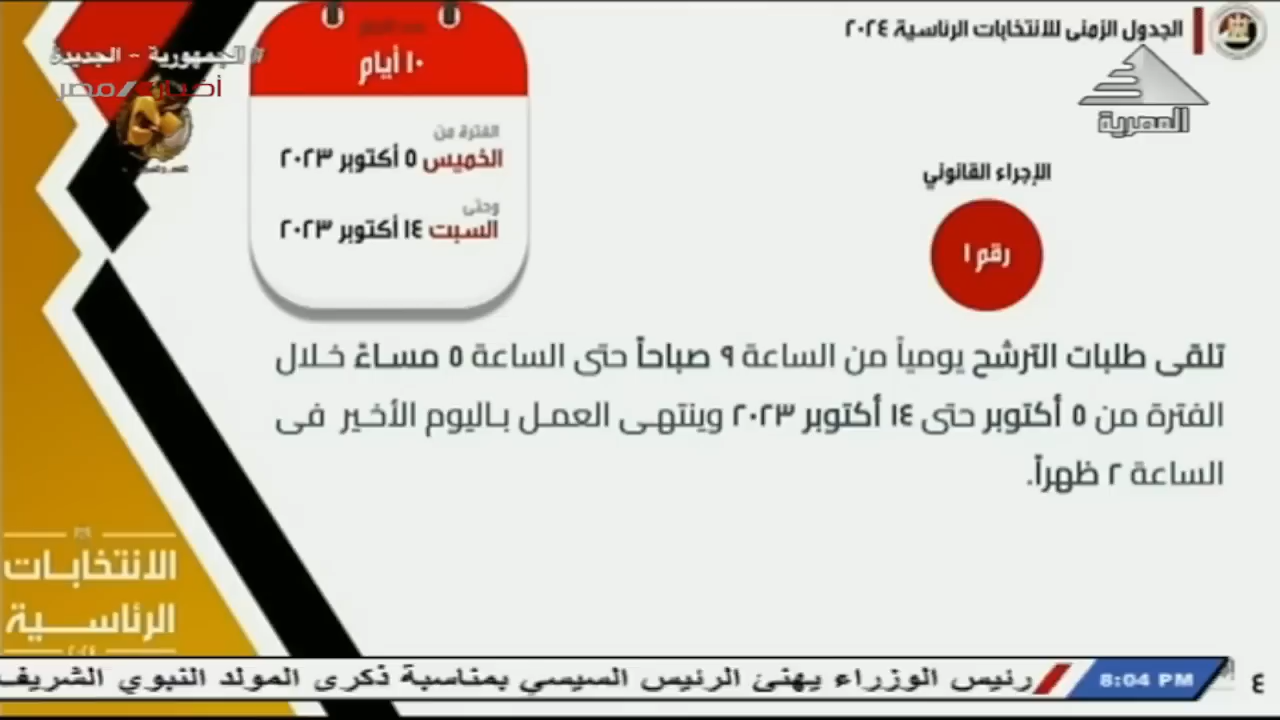 الجدول الزمنى للانتخابات الرئاسية ٢٠٢٤
المصرية
#الجمهورية - الجديدة
أخبار/مصر
١٠ أيام
الفترة من
الخميس ٥ أكتوبر ٢٠٢٣
وحتى
السبت ١٤ أكتوبر ٢٠٢٣
الإجراء القانوني
رقم ١
تلقى طلبات الترشح يومياً من الساعة ٩ صباحاً حتى الساعة ٥ مساءً خلال
الفترة من ٥ أكتوبر حتى ١٤ أكتوبر ٢٠٢٣ وينتهى العمل باليوم الأخير فى
الساعة ٢ ظهراً.
الانتخابات
الرئاسية
٢٠٢٤
رئيس الوزراء يهنئ الرئيس السيسي بمناسبة ذكرى المولد النبوي الشريف
8:04 PM
٤